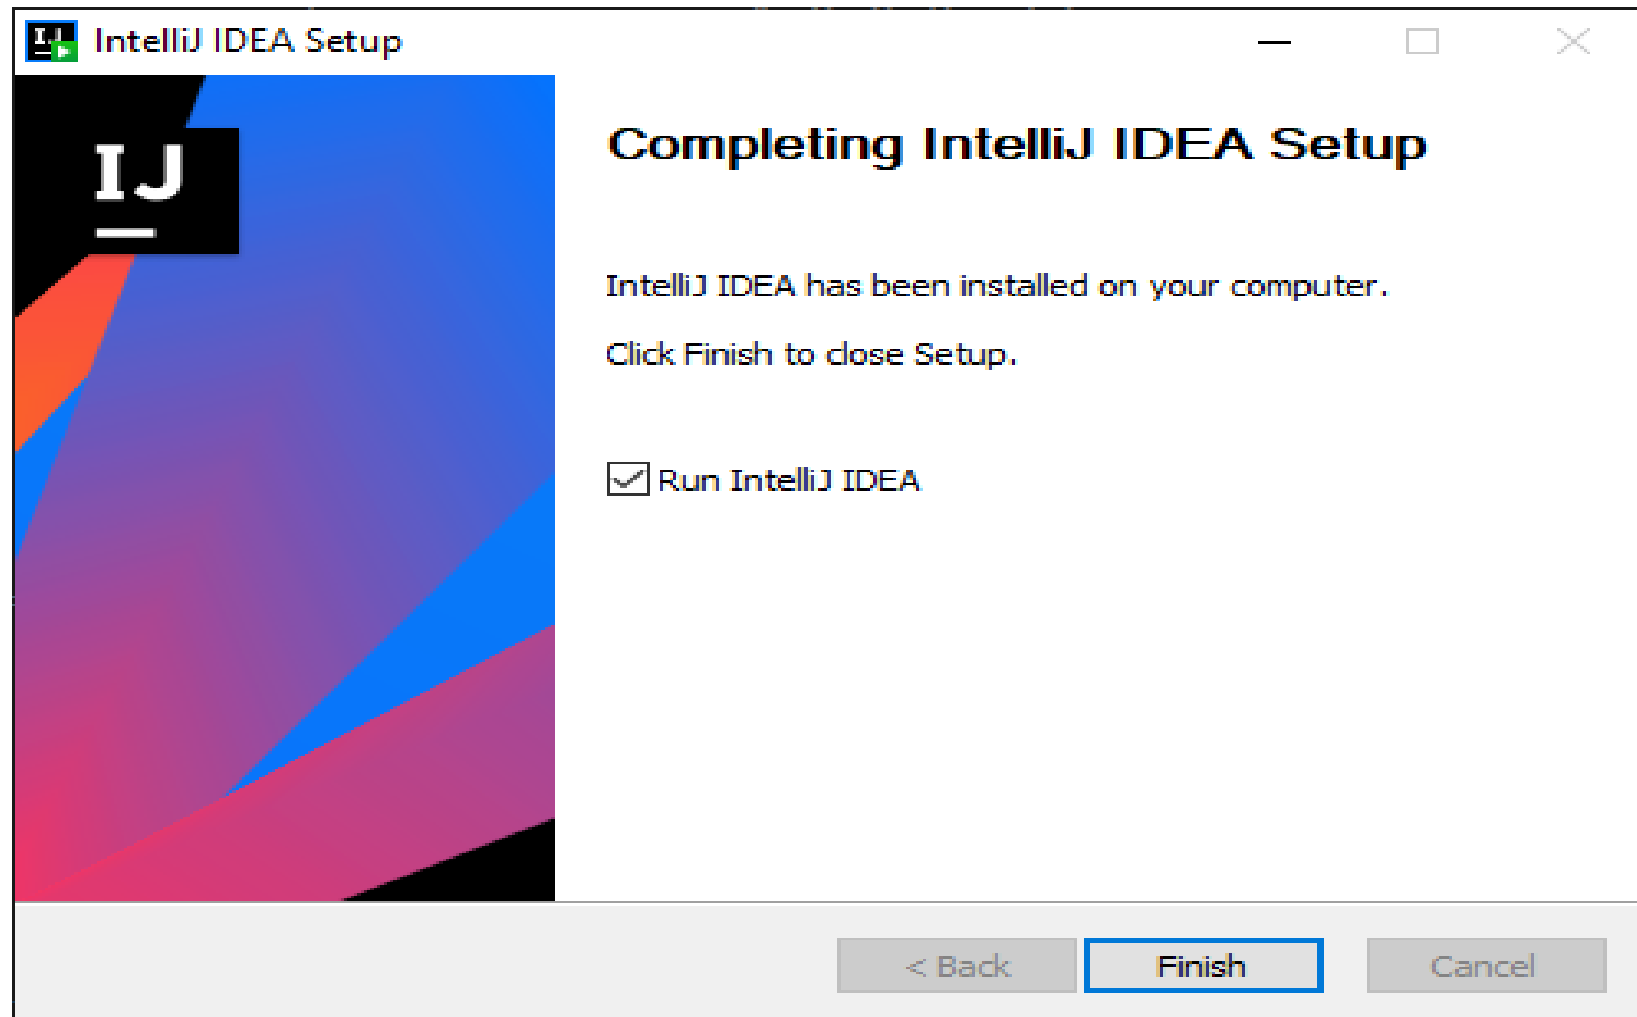 IntelliJ IDEA Setup
IJ
Completing IntelliJ IDEA Setup
IntelliJ IDEA has been installed on your computer.
Click Finish to close Setup.
Run IntelliJ IDEA
< Back
Finish
Cancel